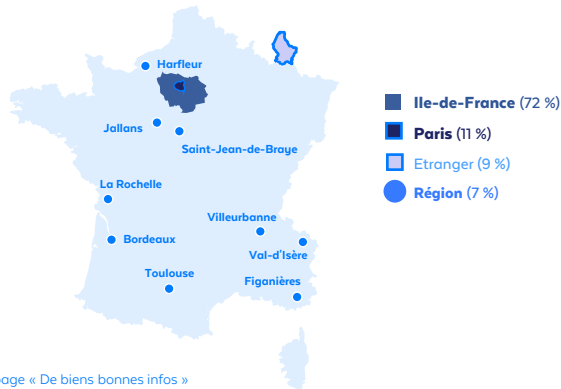 Harfleur
Jallans
Saint-Jean-de-Braye
La Rochelle
Villeurbanne
Bordeaux
Val-d'Isère
Toulouse
Figanières
Ile-de-France (72 %)
Paris (11 %)
Etranger (9 %)
Région (7 %)
« De biens bonnes infos »